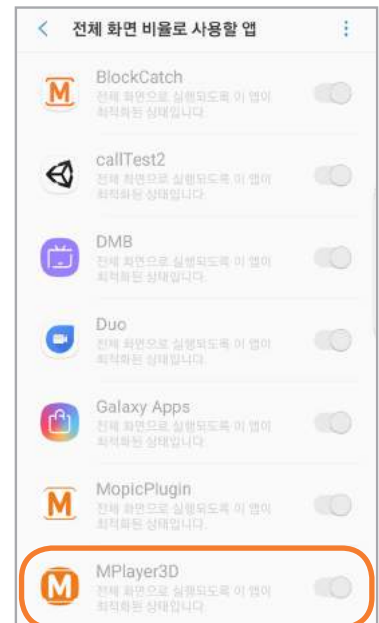 전체 화면 비율로 사용할 앱
BlockCatch
전체 화면으로 실행되도록 이 앱이
최적화된 상태입니다.
callTest2
전체 화면으로 실행되도록 이 앱이
최적화된 상태입니다.
DMB
전체 화면으로 실행되도록 이 앱이
최적화된 상태입니다.
Duo
전체 화면으로 실행되도록 이 앱이
최적화된 상태입니다.
Galaxy Apps
전체 화면으로 실행되도록 이 앱이
최적화된 상태입니다.
MopicPlugin
전체 화면으로 실행되도록 이 앱이
최적화된 상태입니다.
MPlayer3D
전체 화면으로 실행되도록 이 앱이
최적화된 상태입니다.